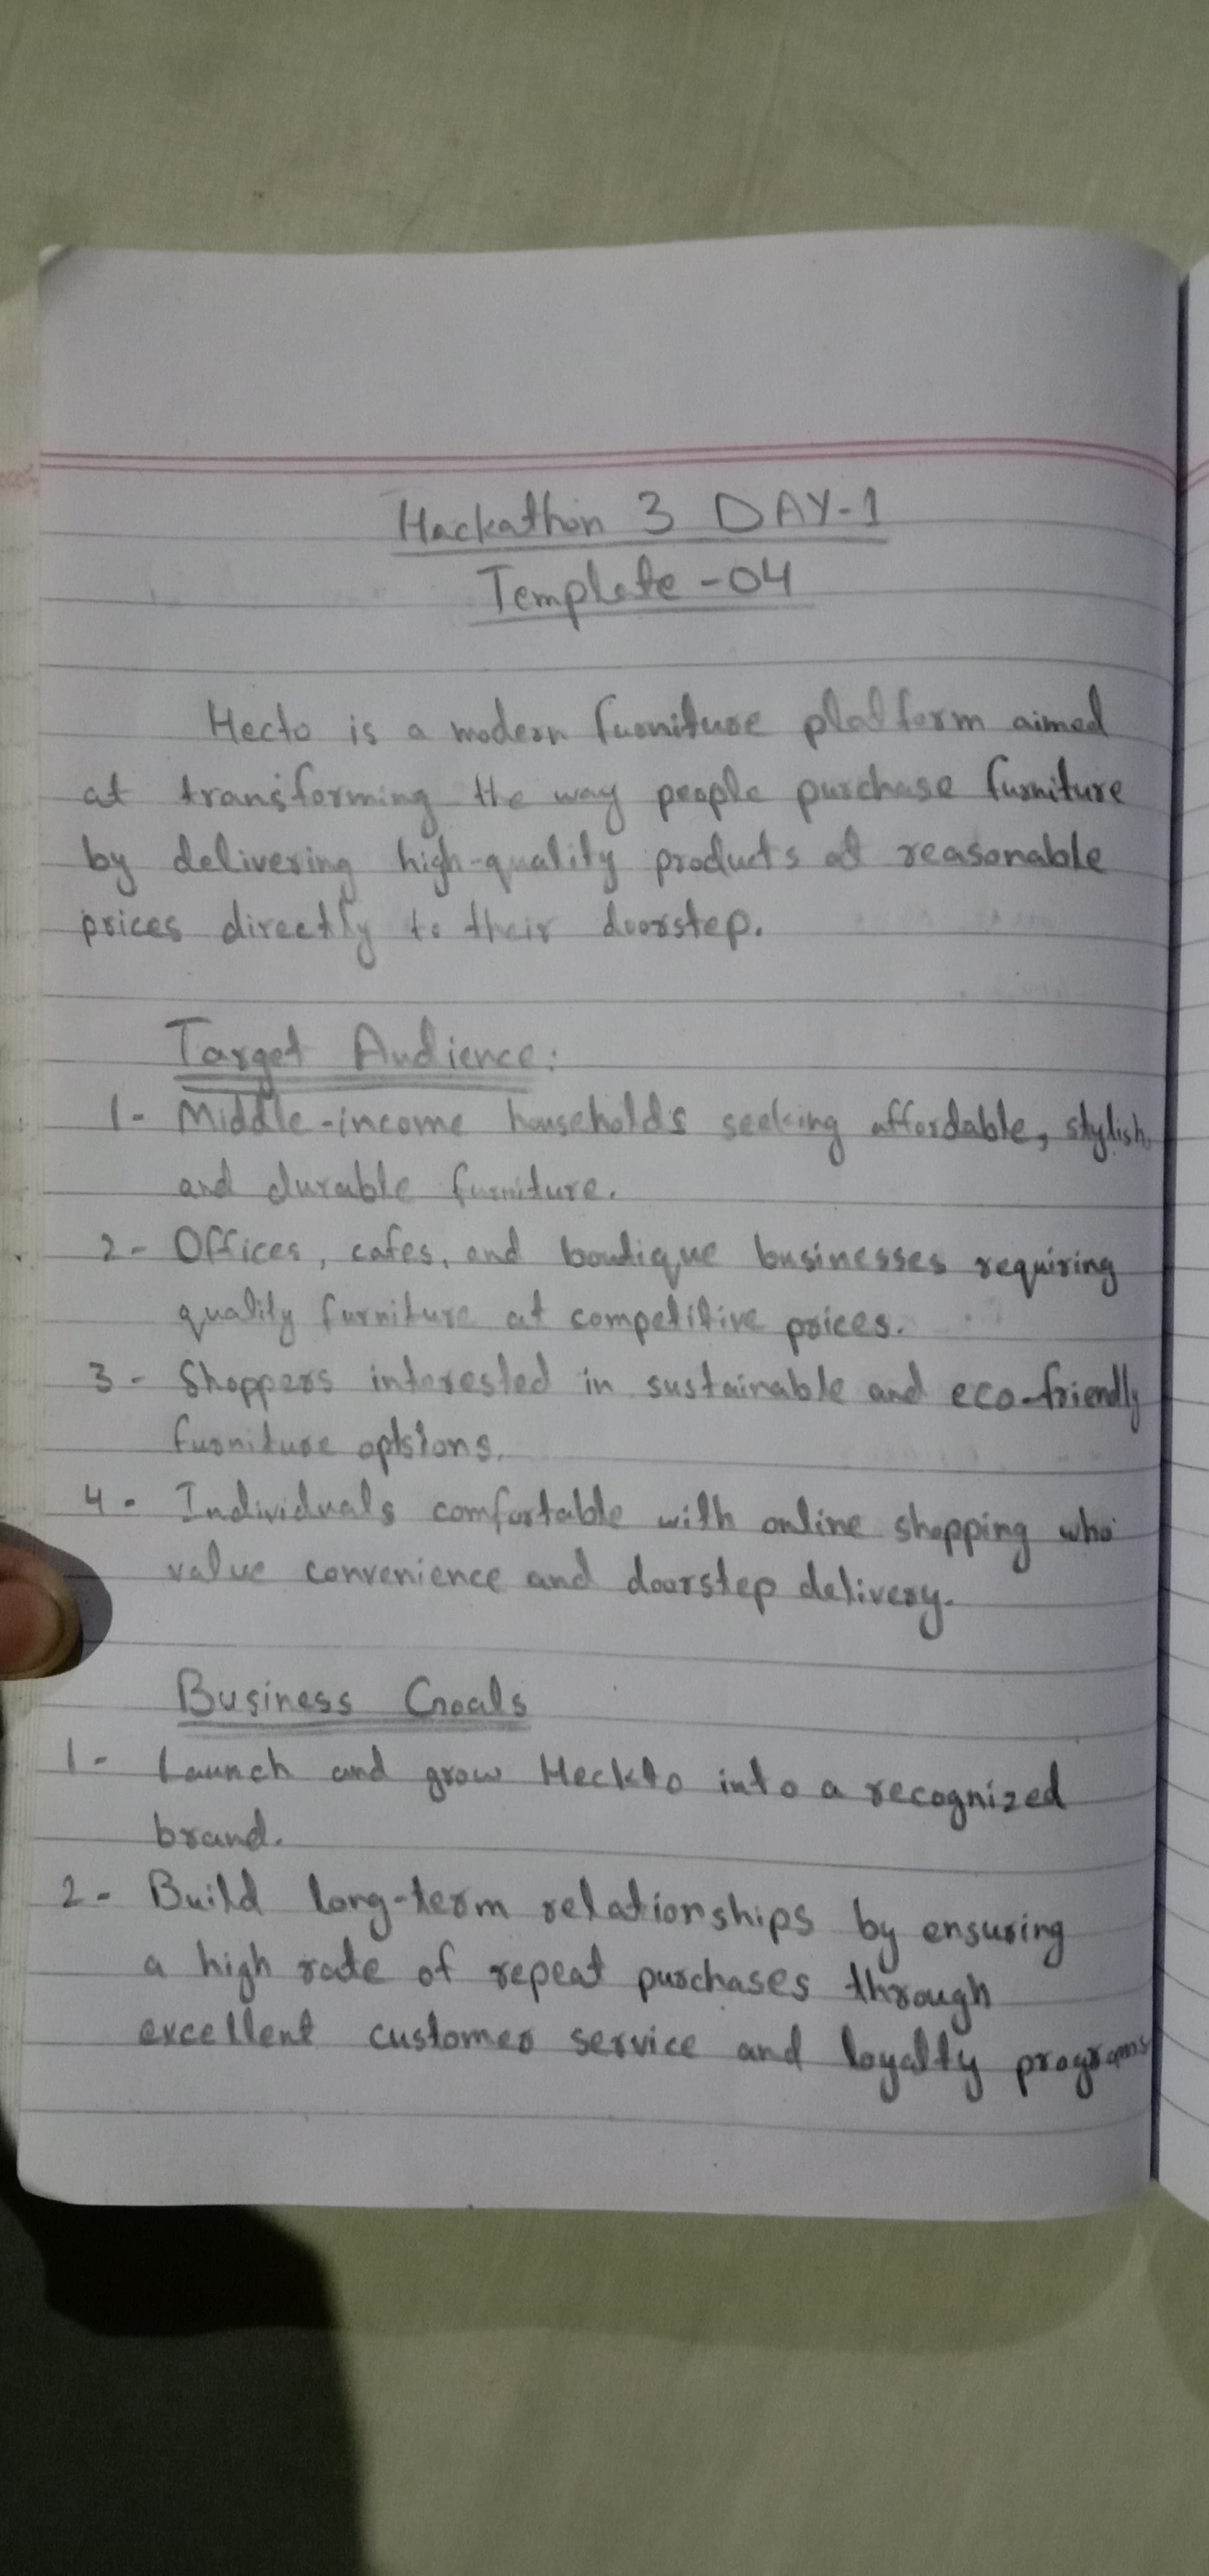 Hackathon 3 DAY-1
Template -04
Hecto is a modern furniture platform aimed
at transforming the way people purchase furniture
by delivering high-quality products at reasonable
prices directly to their doorstep.
Target Audience:
1- Middle-income households seeking affordable, stylish,
and durable furniture.
2- Offices, cafes, and boutique businesses requiring
quality furniture at competitive prices.
3- Shoppers interested in sustainable and eco-friendly
furniture optsions.
4- Individuals comfortable with online shopping who
value convenience and doorstep delivery.
Business Goals
1- Launch and grow Heckto into a recognized
brand.
2- Build long-term relationships by ensuring
a high rate of repeat purchases through
excellent customer service and loyalty programs